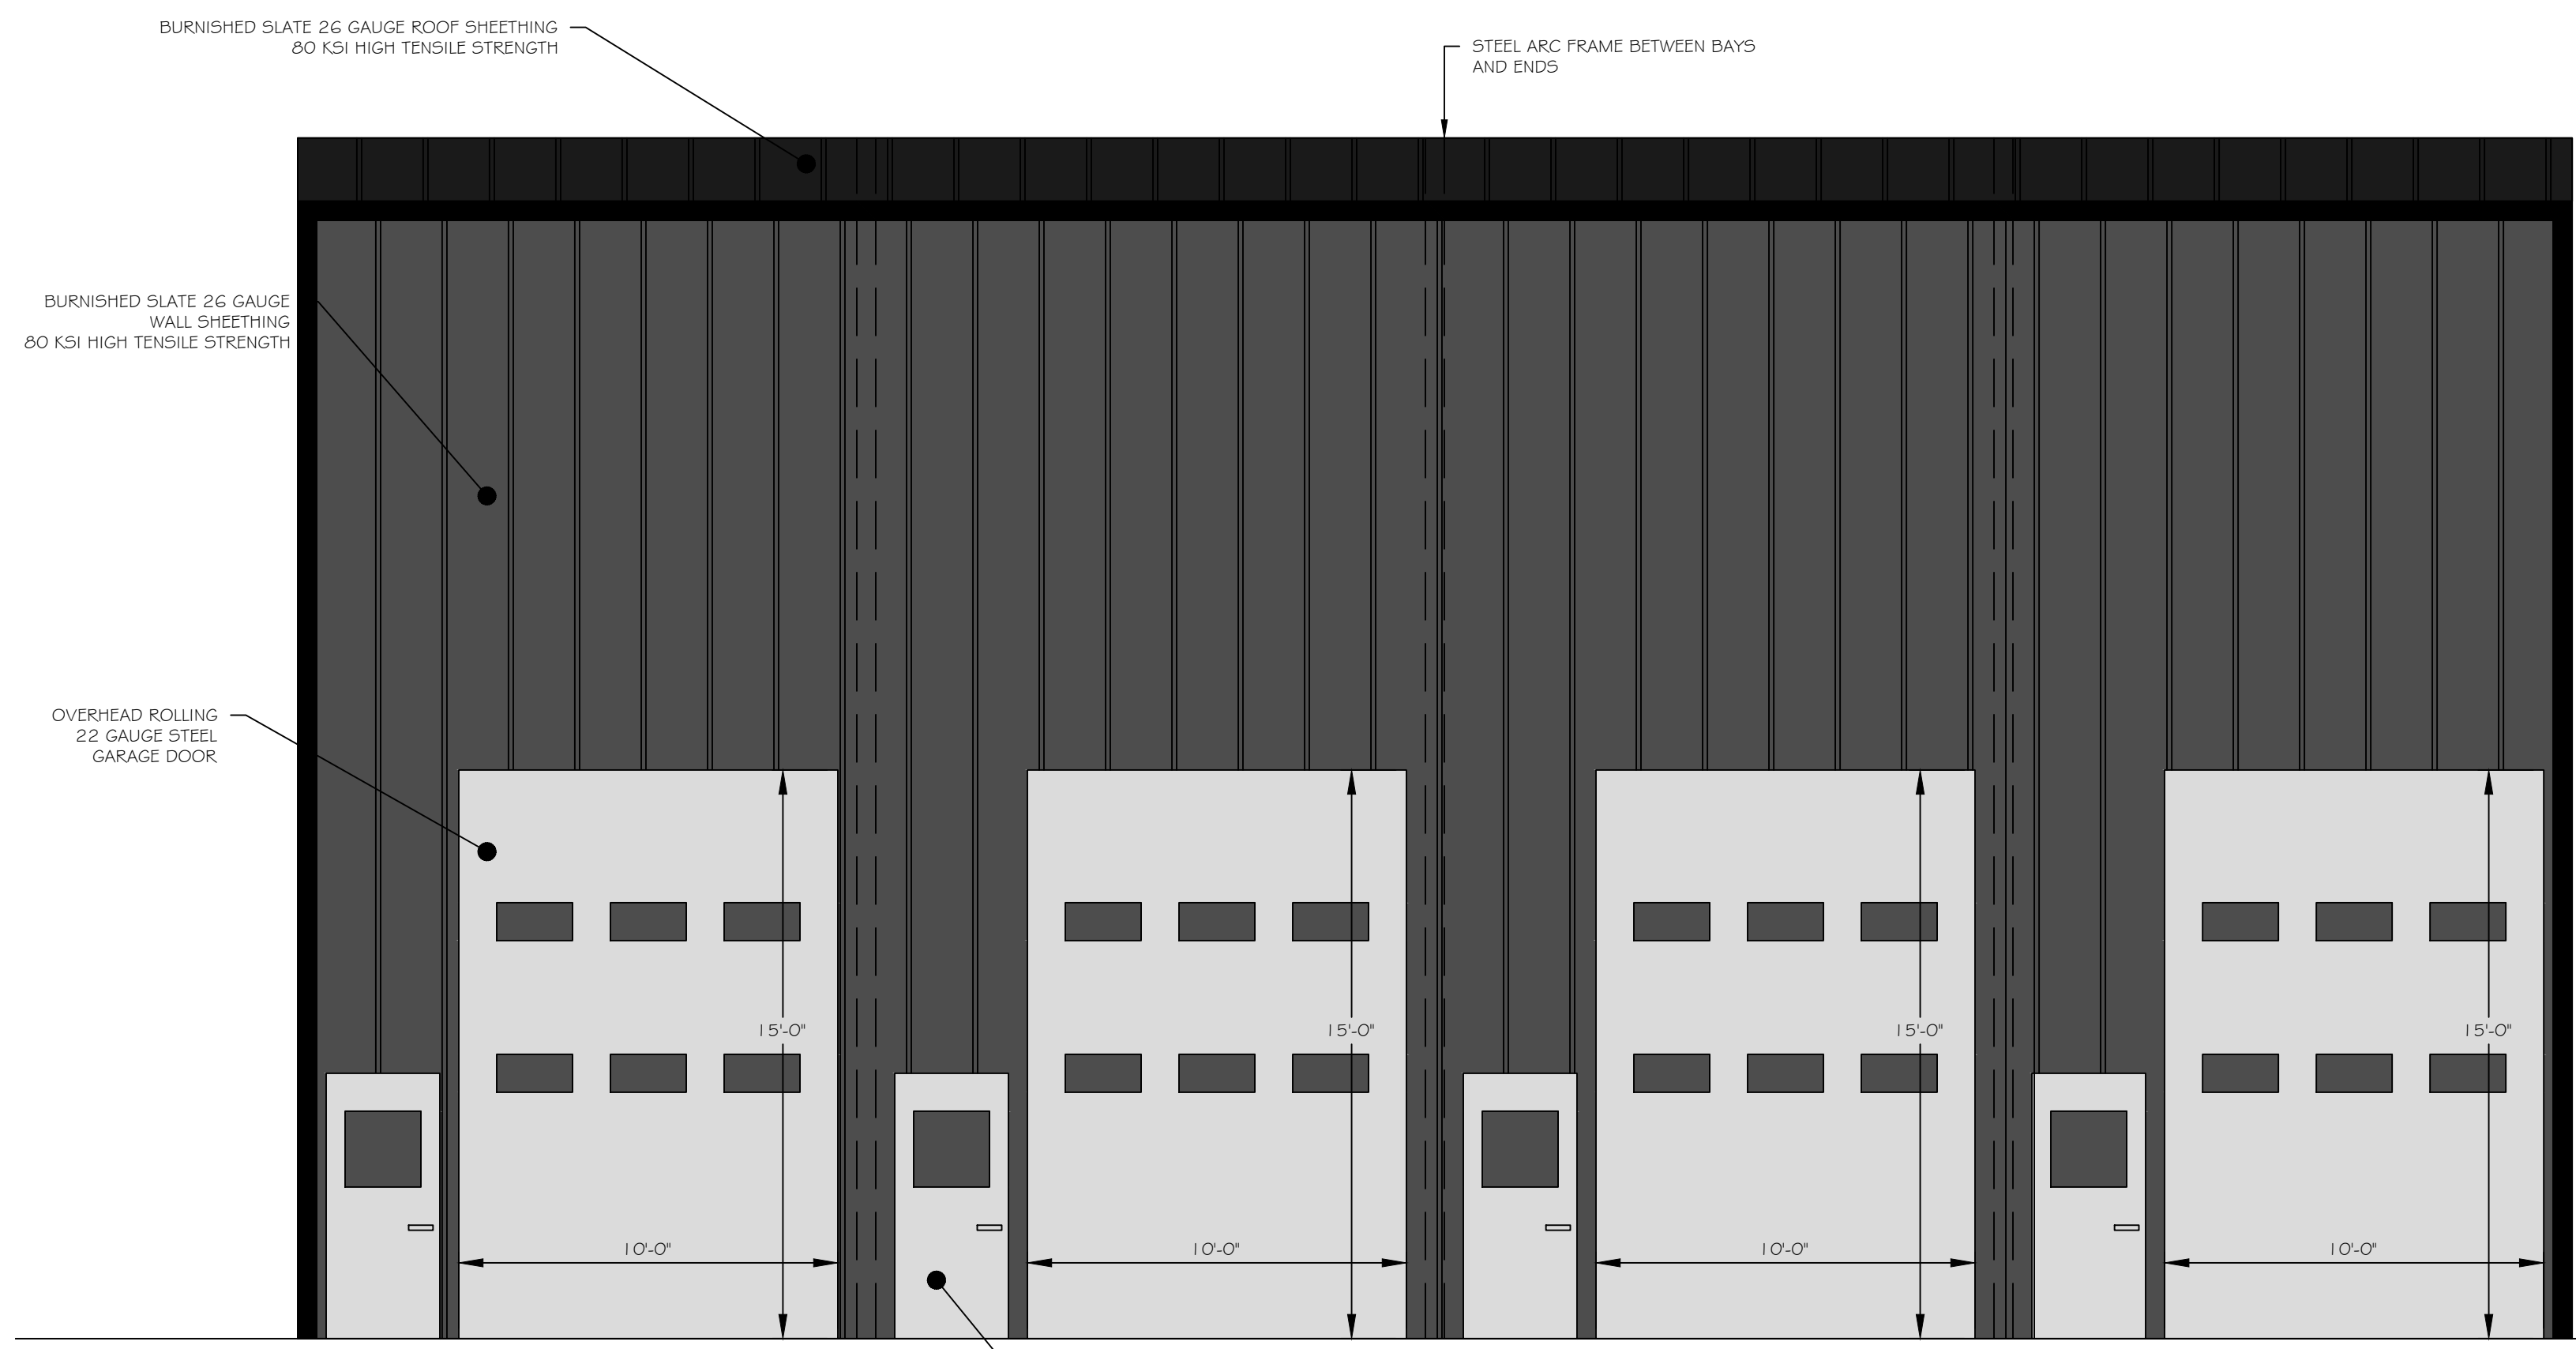 BURNISHED SLATE 26 GAUGE ROOF SHEETHING
80 KSI HIGH TENSILE STRENGTH
STEEL ARC FRAME BETWEEN BAYS
AND ENDS
BURNISHED SLATE 26 GAUGE
WALL SHEETHING
80 KSI HIGH TENSILE STRENGTH
OVERHEAD ROLLING
22 GAUGE STEEL
GARAGE DOOR
15'-0"
15'-0"
15'-0"
15'-0"
10'-0"
10'-0"
10'-0"
10'-0"